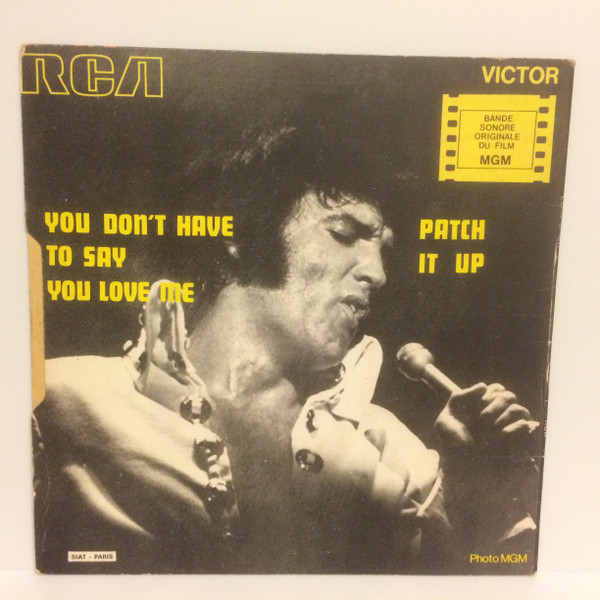 RCA
VICTOR
BANDE
SONORE
ORIGINALE
DU FILM
MGM
YOU DON'T HAVE
TO SAY
YOU LOVE ME
PATCH
IT UP
SIAT - PARIS
Photo MGM